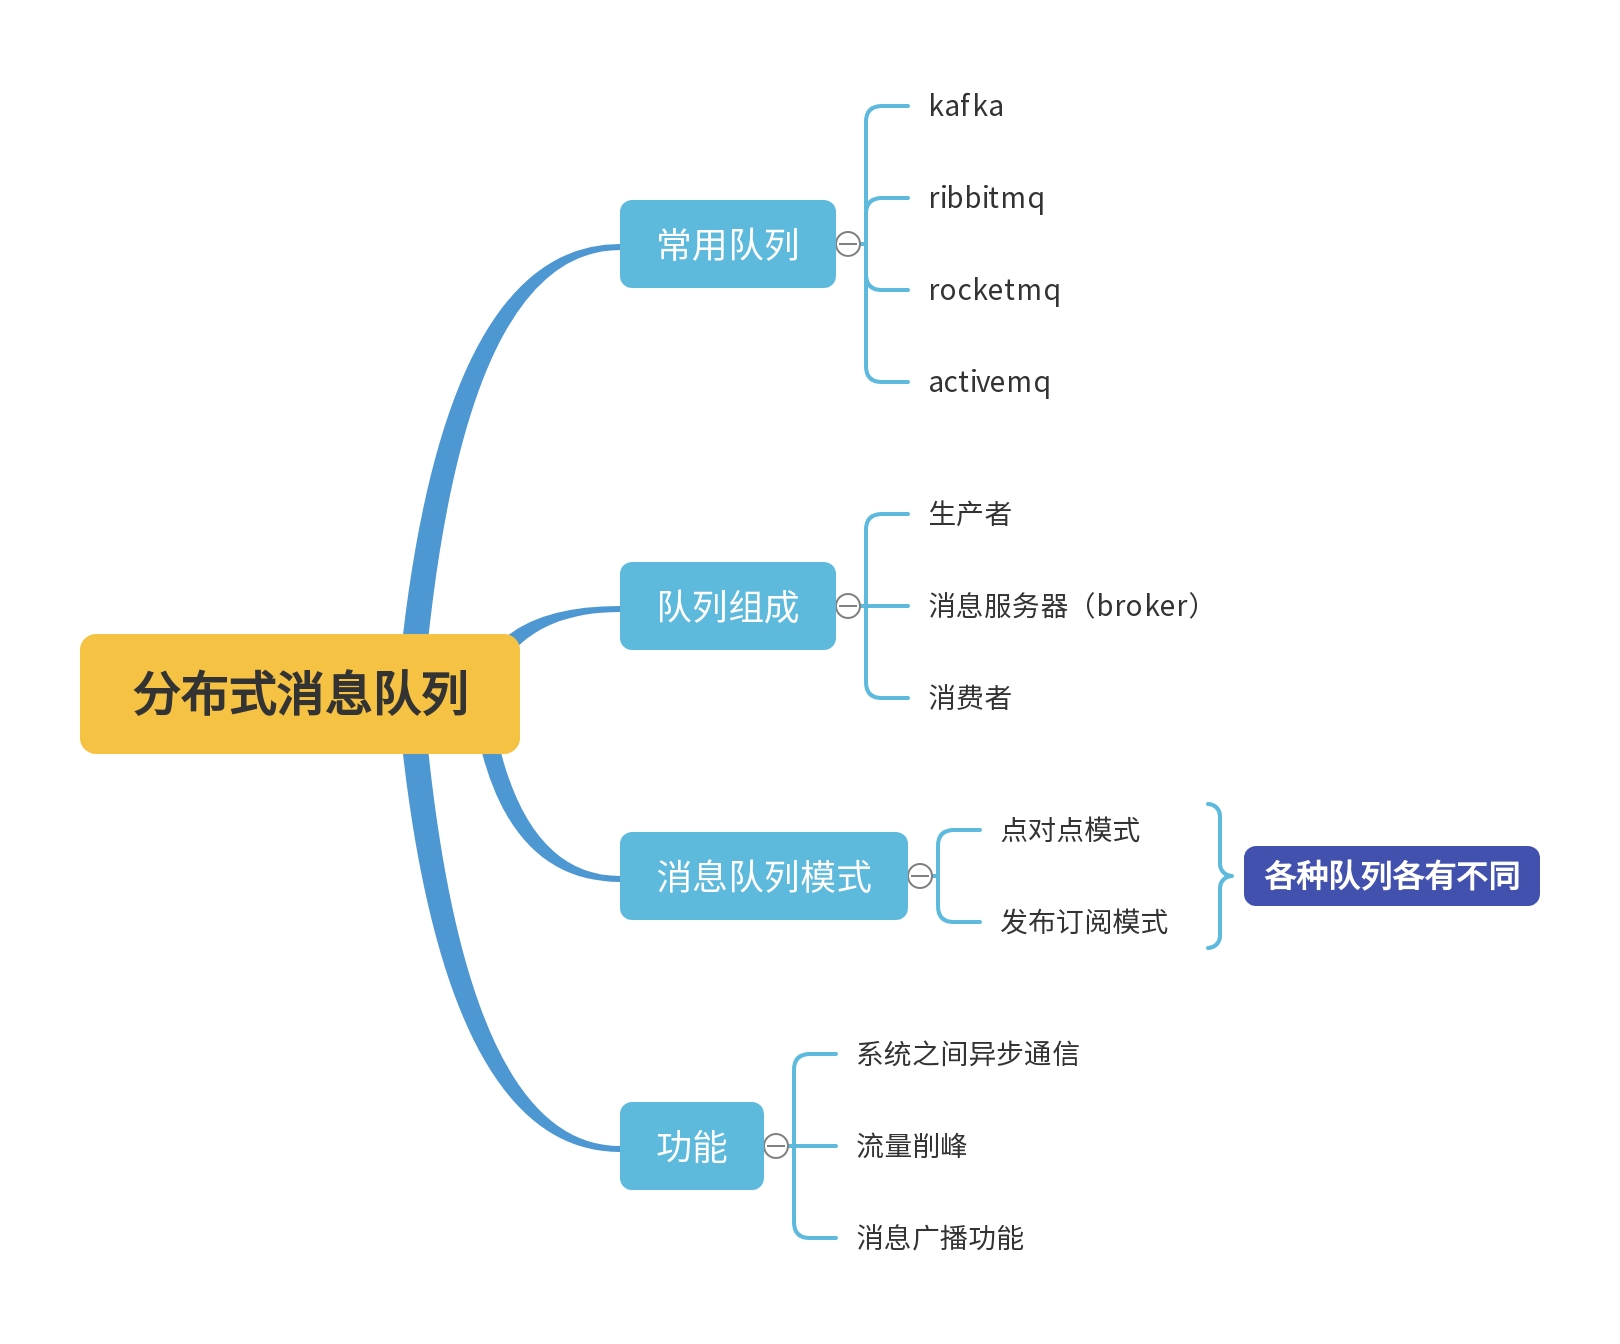 分布式消息队列
常用队列
kafka
ribbitmq
rocketmq
activemq
队列组成
生产者
消息服务器（broker）
消费者
消息队列模式
点对点模式
发布订阅模式
各种队列各有不同
功能
系统之间异步通信
流量削峰
消息广播功能